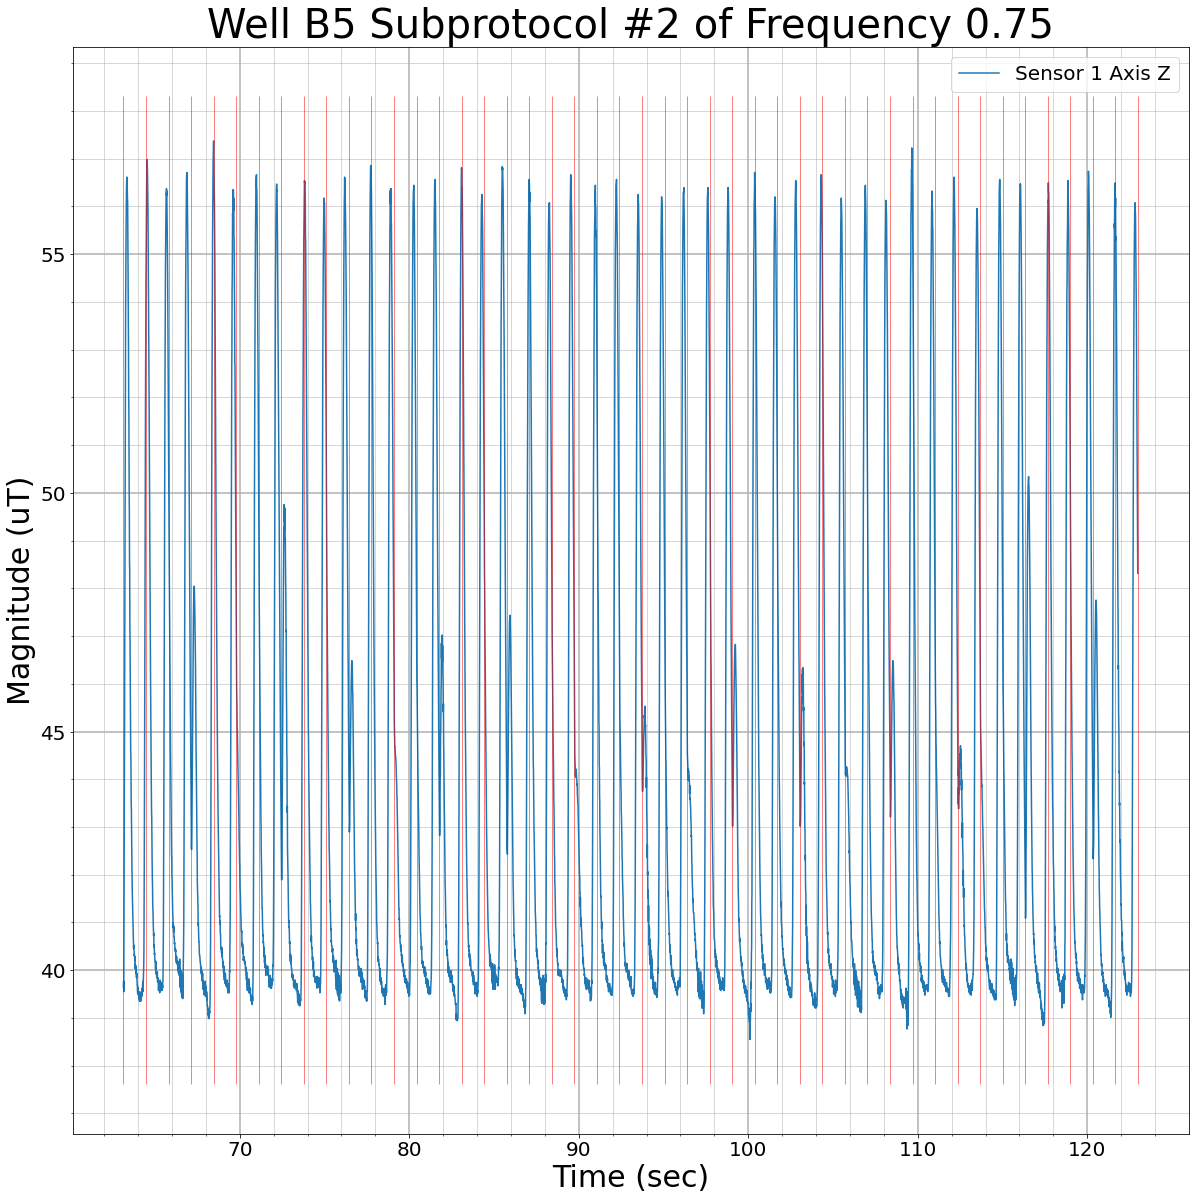 Well B5 Subprotocol #2 of Frequency 0.75
Sensor 1 Axis Z
55
50
45
40
Magnitude (uT)
70 80 90 100 110 120
Time (sec)